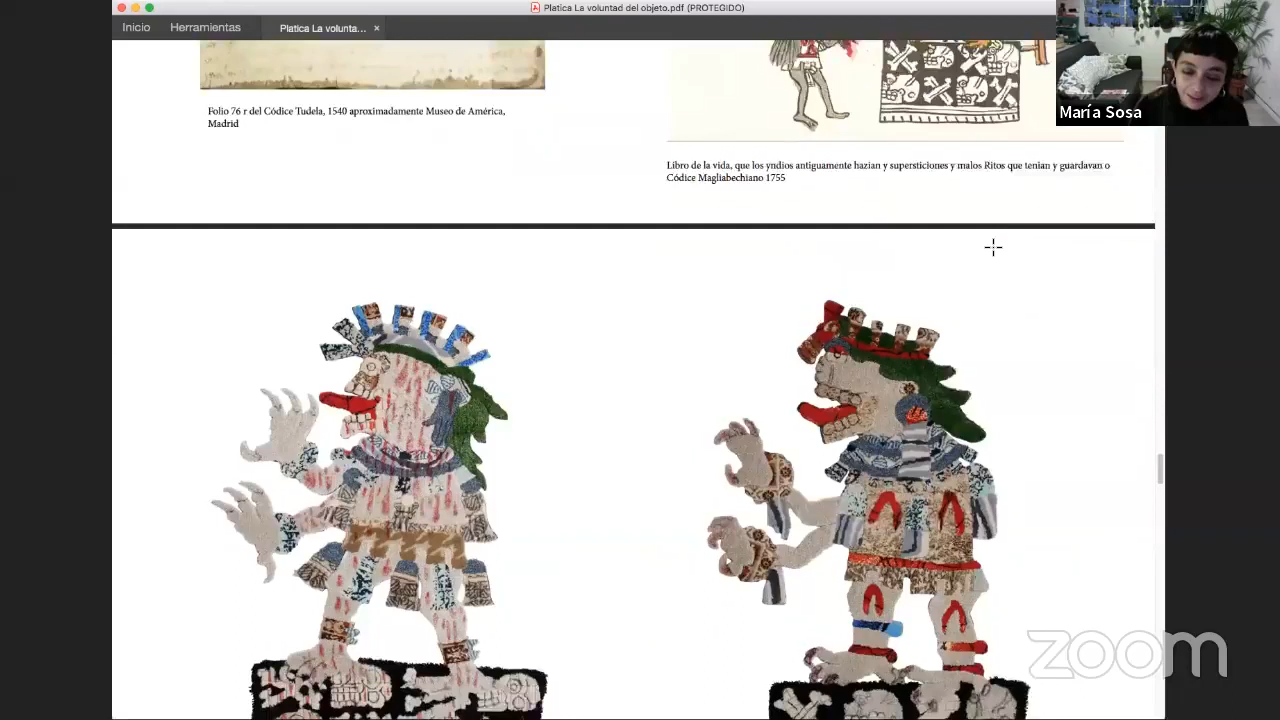 Platica La voluntad del objeto.pdf (PROTEGIDO)
Inicio
Herramientas
Platica La volunta...
×
María Sosa
Folio 76 r del Códice Tudela, 1540 aproximadamente Museo de América,
Madrid
Libro de la vida, que los yndios antiguamente hazian y supersticiones y malos Ritos que tenian y guardavan o
Códice Magliabechiano 1755
zoom